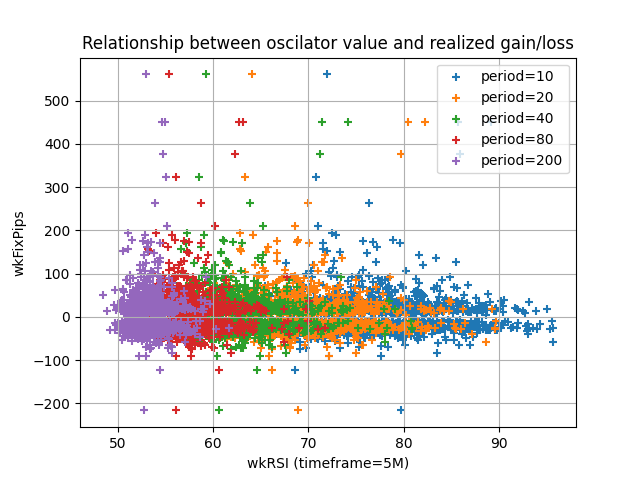 Relationship between oscilator value and realized gain/loss
period=10
period=20
period=40
period=80
period=200
wkFixPips
500
400
300
200
100
0
−100
−200
50 60 70 80 90
wkRSI (timeframe=5M)